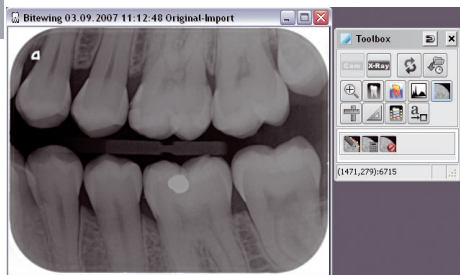 Bitewing 03.09.2007 11:12:48 Original-Import
Toolbox
Cam
X-Ray
a
(1471,279):6715